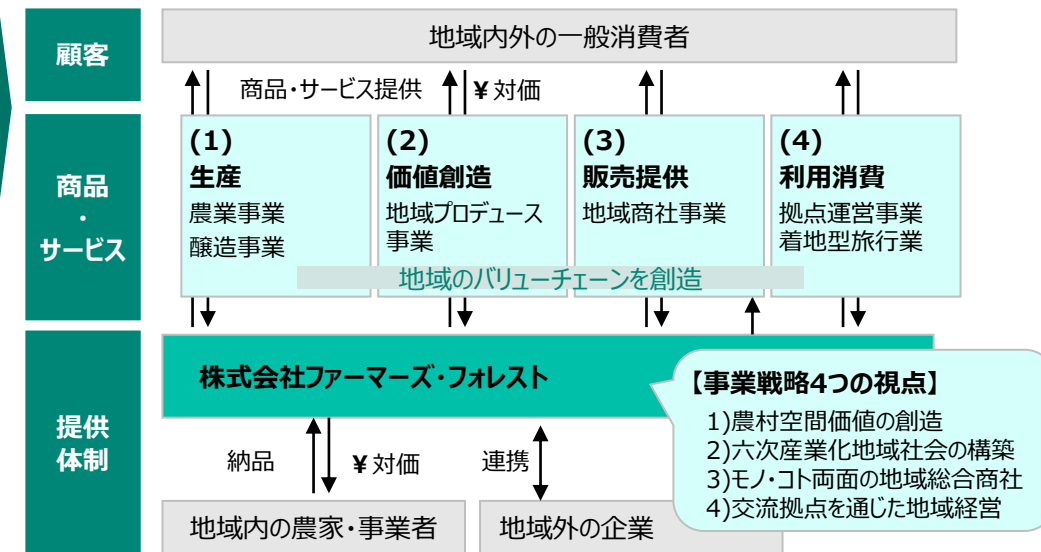 顧客
地域内外の一般消費者
商品・サービス提供
¥ 対価
商品
・
サービス
(1)
生産
農業事業
醸造事業
(2)
価値創造
地域プロデュース
事業
(3)
販売提供
地域商社事業
(4)
利用消費
拠点運営事業
着地型旅行業
地域のバリューチェーンを創造
提供
体制
株式会社ファーマーズ・フォレスト
【事業戦略4つの視点】
1)農村空間価値の創造
2)六次産業化地域社会の構築
3)モノ・コト両面の地域総合商社
4)交流拠点を通じた地域経営
納品
¥ 対価
連携
地域内の農家・事業者
地域外の企業